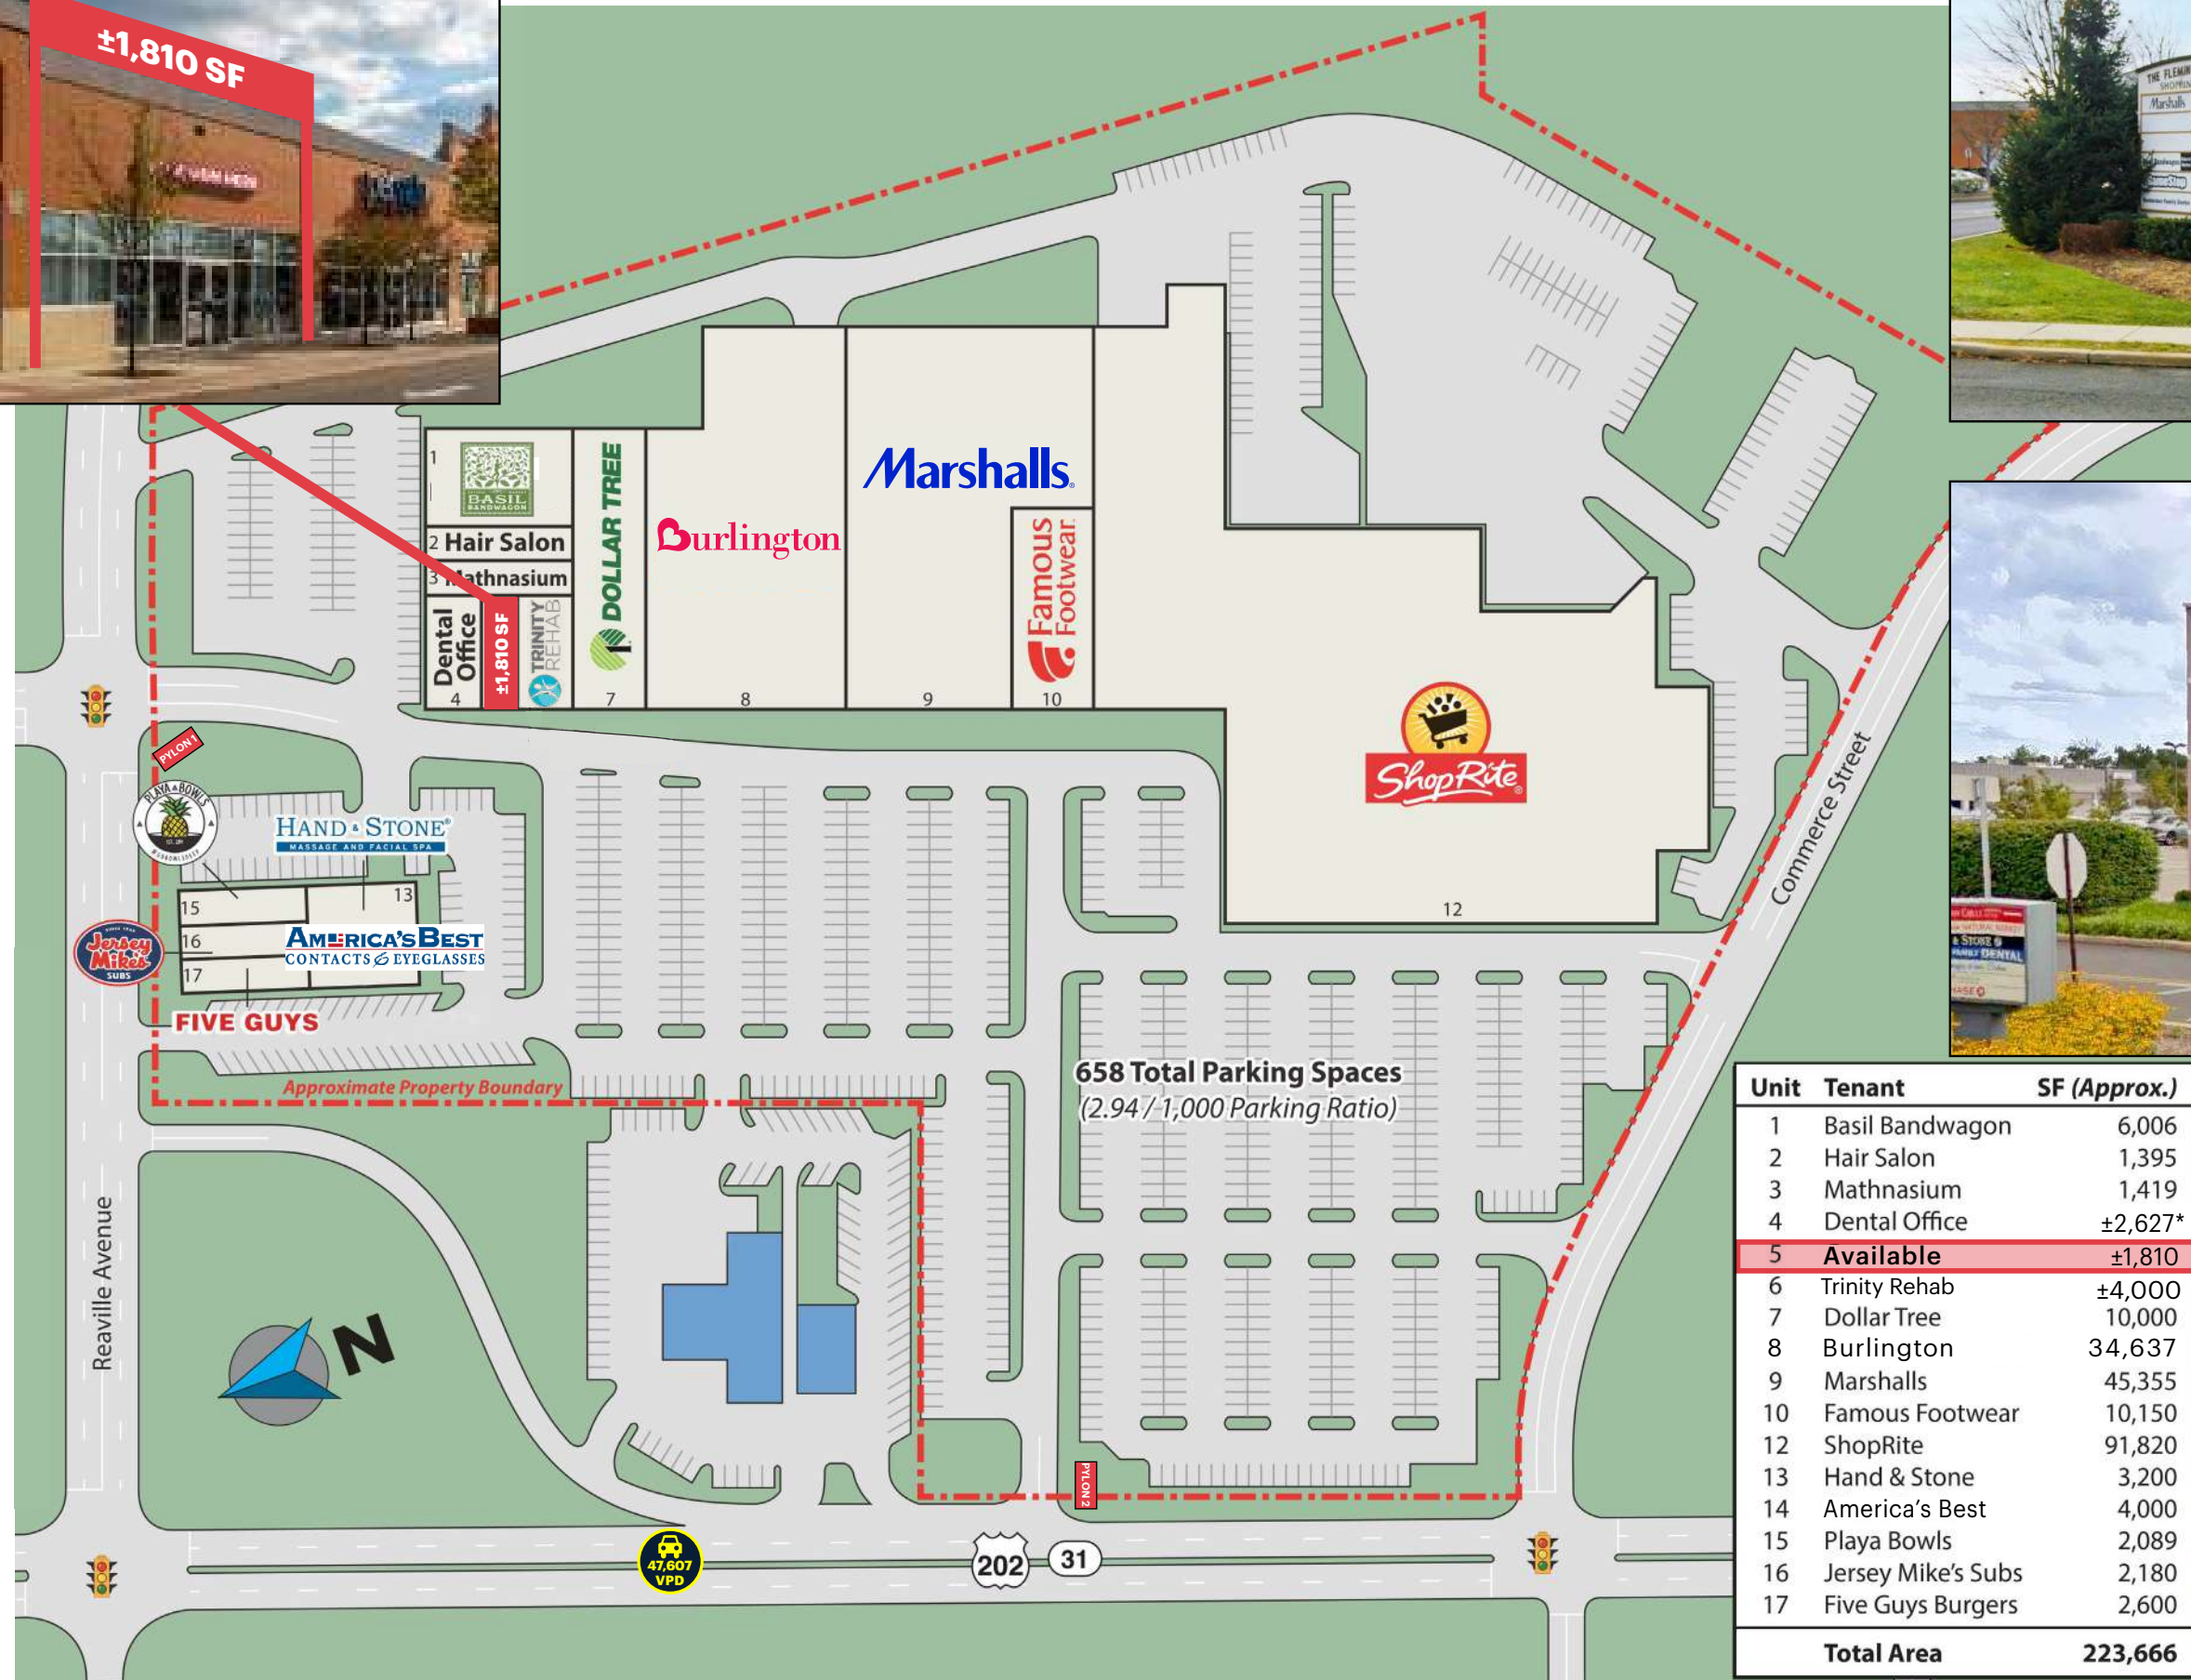 ±1,810 SF
THE FLEMIN
Marshalls
1
BASIL
BANDWAGON
2 Hair Salon
3 Mathnasium
Dental
Office
4
±1,810 SF
TRINITY
REHAB
DOLLAR TREE
7
Burlington
8
Marshalls
9
Famous
Footwear
10
ShopRite
12
Commerce Street
PYLON 1
PLAYA BOWLS
HAND & STONE
MASSAGE AND FACIAL SPA
13
15
16
17
Jersey
Mike's
SUBS
AMERICA'S BEST
CONTACTS & EYEGLASSES
FIVE GUYS
Approximate Property Boundary
658 Total Parking Spaces
(2.94 / 1,000 Parking Ratio)
& STONE
DENTAL
Reaville Avenue
N
PYLON 2
47,607
VPD
202
31
Unit Tenant SF (Approx.)
1 Basil Bandwagon 6,006
2 Hair Salon 1,395
3 Mathnasium 1,419
4 Dental Office ±2,627*
5 Available ±1,810
6 Trinity Rehab ±4,000
7 Dollar Tree 10,000
8 Burlington 34,637
9 Marshalls 45,355
10 Famous Footwear 10,150
12 ShopRite 91,820
13 Hand & Stone 3,200
14 America's Best 4,000
15 Playa Bowls 2,089
16 Jersey Mike's Subs 2,180
17 Five Guys Burgers 2,600
Total Area 223,666